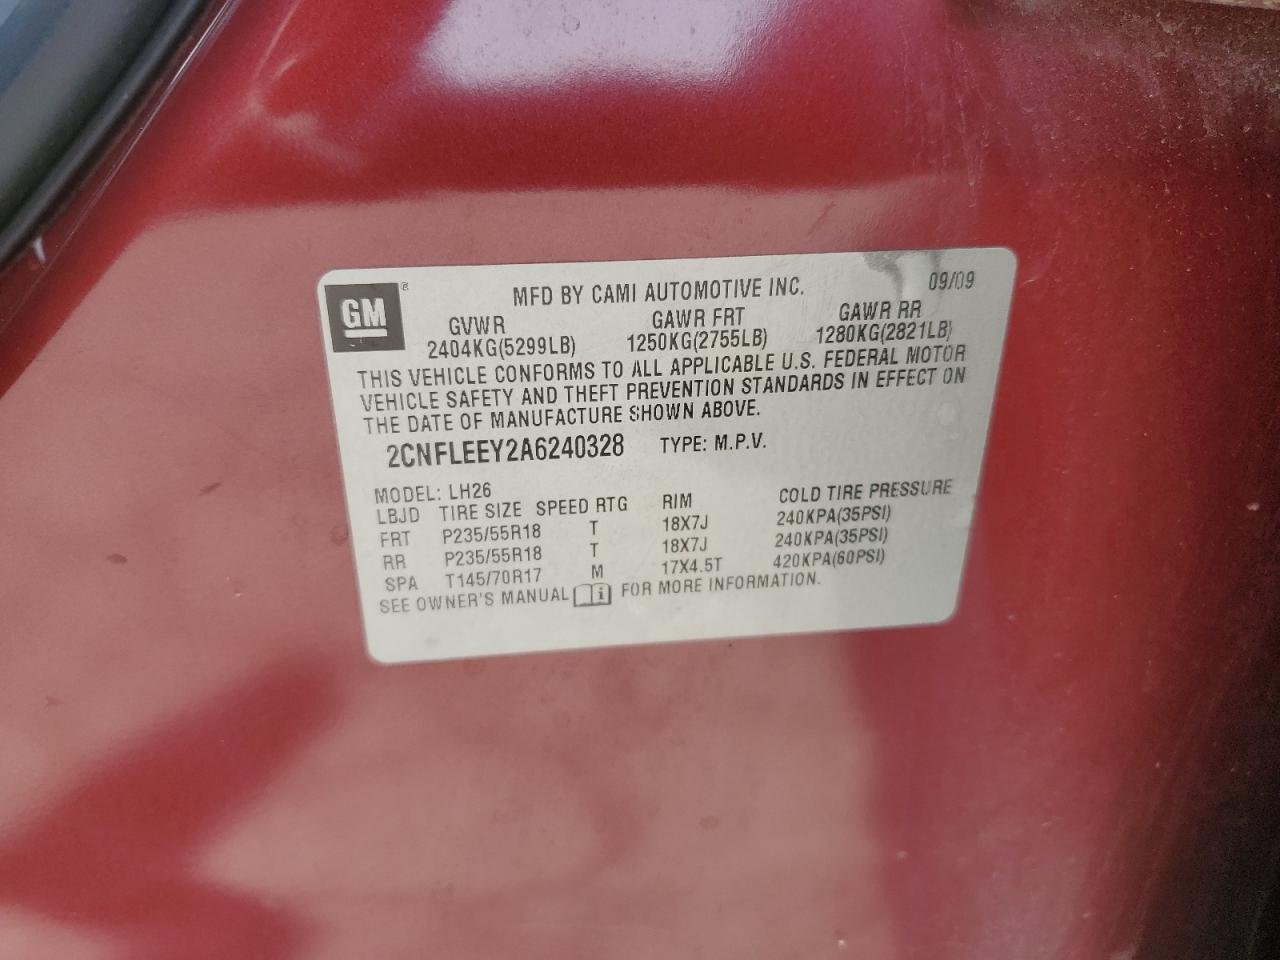 GM® MFD BY CAMI AUTOMOTIVE INC. 09/09
GVWR GAWR FRT GAWR RR
2404KG(5299LB) 1250KG(2755LB) 1280KG(2821LB)
THIS VEHICLE CONFORMS TO ALL APPLICABLE U.S. FEDERAL MOTOR
VEHICLE SAFETY AND THEFT PREVENTION STANDARDS IN EFFECT ON
THE DATE OF MANUFACTURE SHOWN ABOVE.
2CNFLEEY2A6240328 TYPE: M.P.V.
MODEL: LH26
LBJD TIRE SIZE SPEED RTG RIM COLD TIRE PRESSURE
FRT P235/55R18 T 18X7J 240KPA(35PSI)
RR P235/55R18 T 18X7J 240KPA(35PSI)
SPA T145/70R17 M 17X4.5T 420KPA(60PSI)
SEE OWNER'S MANUAL i FOR MORE INFORMATION.